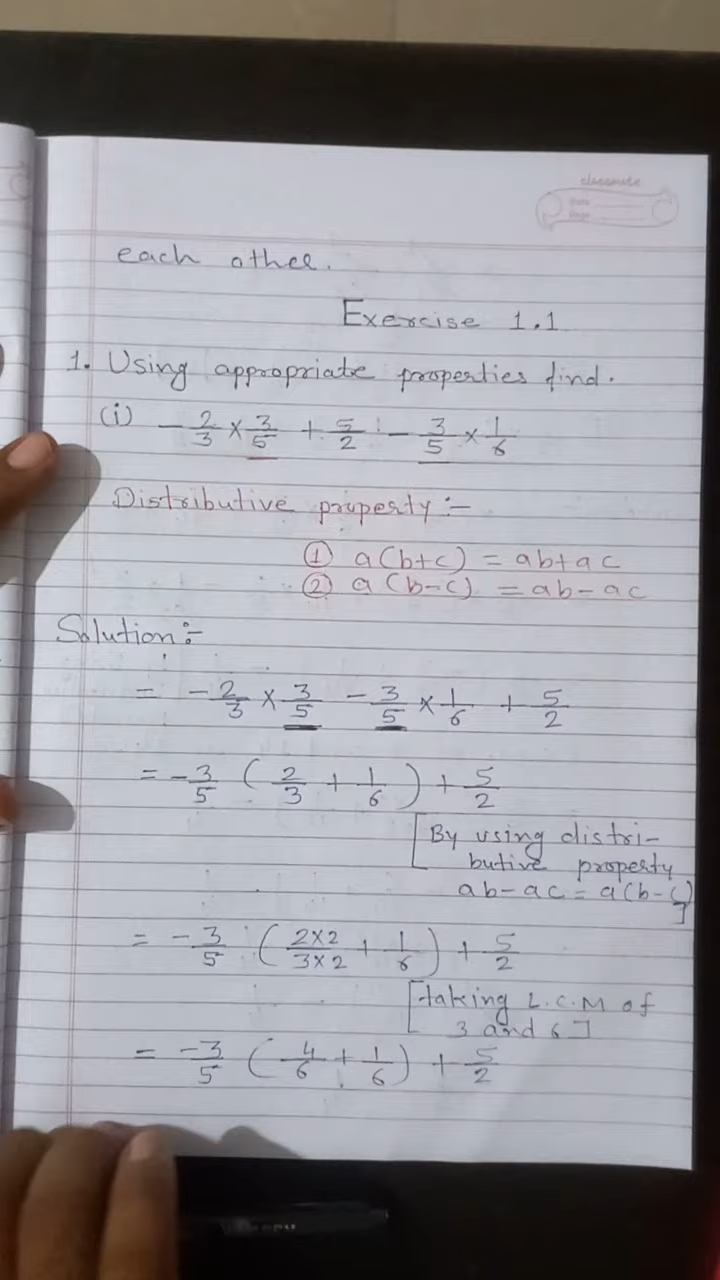 classmate
Date
Page
each other.
Exercise 1.1
1. Using appropriate properties find.
(i) - 2/3 × 3/5 + 5/2 - 3/5 × 1/6
Distributive property :-
① a(b+c) = ab+ac
② a(b-c) = ab-ac
Solution :-
= - 2/3 × 3/5 - 3/5 × 1/6 + 5/2
= - 3/5 ( 2/3 + 1/6 ) + 5/2
[By using distri-
butive property
ab-ac = a(b-c)]
= - 3/5 ( 2×2/3×2 + 1/6 ) + 5/2
[taking L.C.M of
3 and 6]
= -3/5 ( 4/6 + 1/6 ) + 5/2